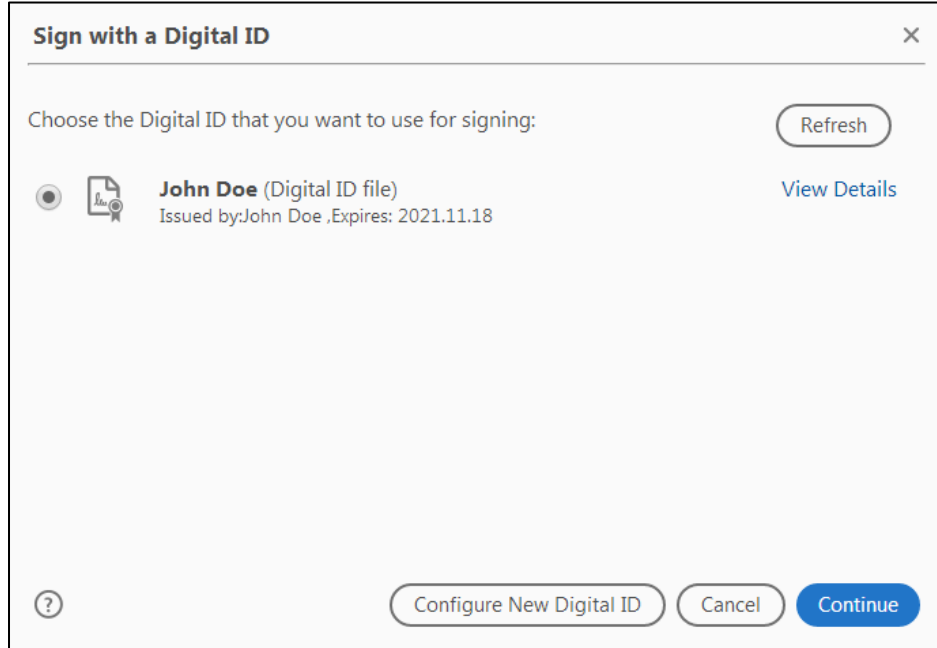 Sign with a Digital ID
Choose the Digital ID that you want to use for signing:
Refresh
John Doe (Digital ID file)
View Details
Issued by:John Doe ,Expires: 2021.11.18
?
Configure New Digital ID
Cancel
Continue